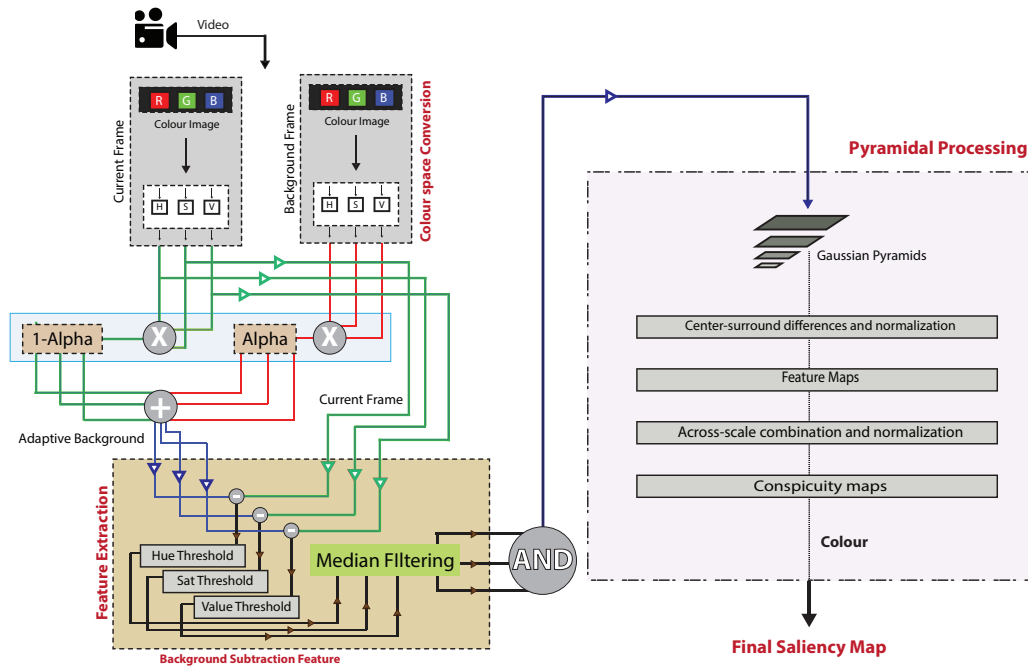 Video
Current Frame
R G B
Colour Image
H S V
Background Frame
R G B
Colour Image
H S V
Colour space Conversion
1-Alpha
X
Alpha
X
+
Adaptive Background
Current Frame
Feature Extraction
-
-
-
Hue Threshold
Sat Threshold
Value Threshold
Median FIltering
AND
Background Subtraction Feature
Pyramidal Processing
Gaussian Pyramids
Center-surround differences and normalization
Feature Maps
Across-scale combination and normalization
Conspicuity maps
Colour
Final Saliency Map